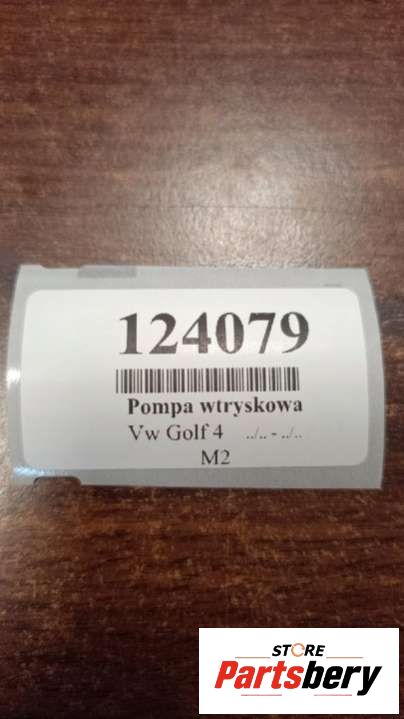 124079
Pompa wtryskowa
Vw Golf 4 ../.. - ../..
M2
STORE
Partsbery